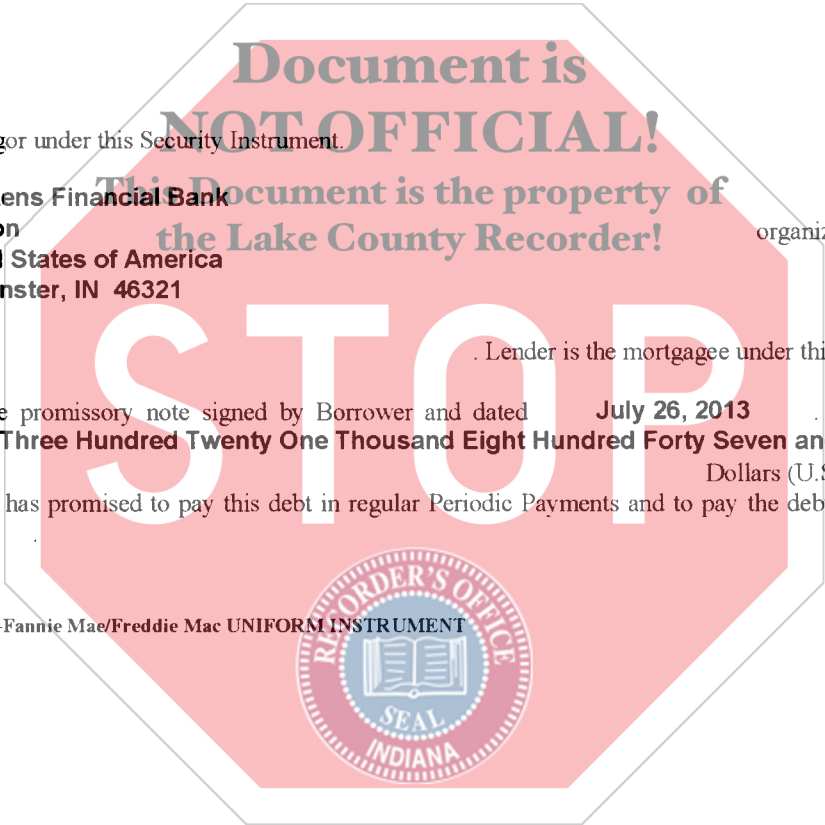 Document is
NOT OFFICIAL!
gor under this Security Instrument.
This Document is the property of
ens Financial Bank
on
the Lake County Recorder!
organiz
States of America
nster, IN 46321
STOP
. Lender is the mortgagee under thi
e promissory note signed by Borrower and dated July 26, 2013 .
Three Hundred Twenty One Thousand Eight Hundred Forty Seven an
Dollars (U.S
has promised to pay this debt in regular Periodic Payments and to pay the deb
.
-Fannie Mae/Freddie Mac UNIFORM INSTRUMENT
RECORDER'S OFFICE
SEAL
INDIANA